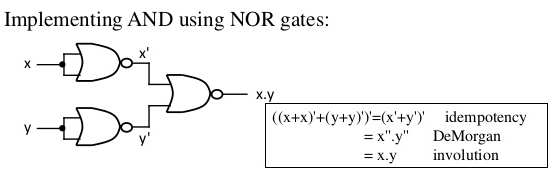 Implementing AND using NOR gates:
x'
x
x.y
y
y'
((x+x)'+(y+y)')'=(x'+y')' idempotency
= x".y" DeMorgan
= x.y involution